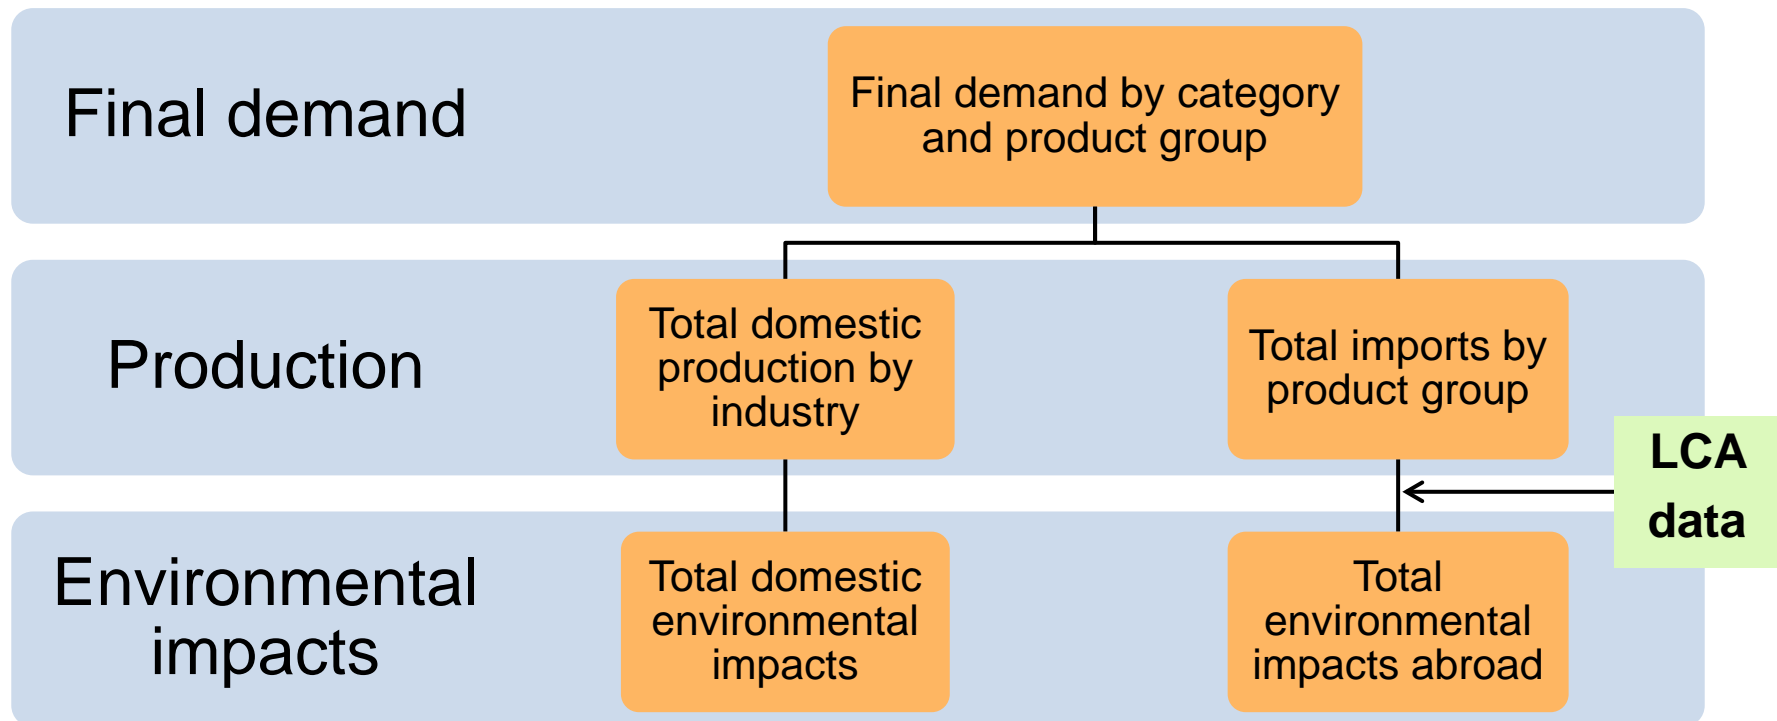 Final demand
Final demand by category
and product group
Production
Total domestic
production by
industry
Total imports by
product group
LCA
data
Environmental
impacts
Total domestic
environmental
impacts
Total
environmental
impacts abroad